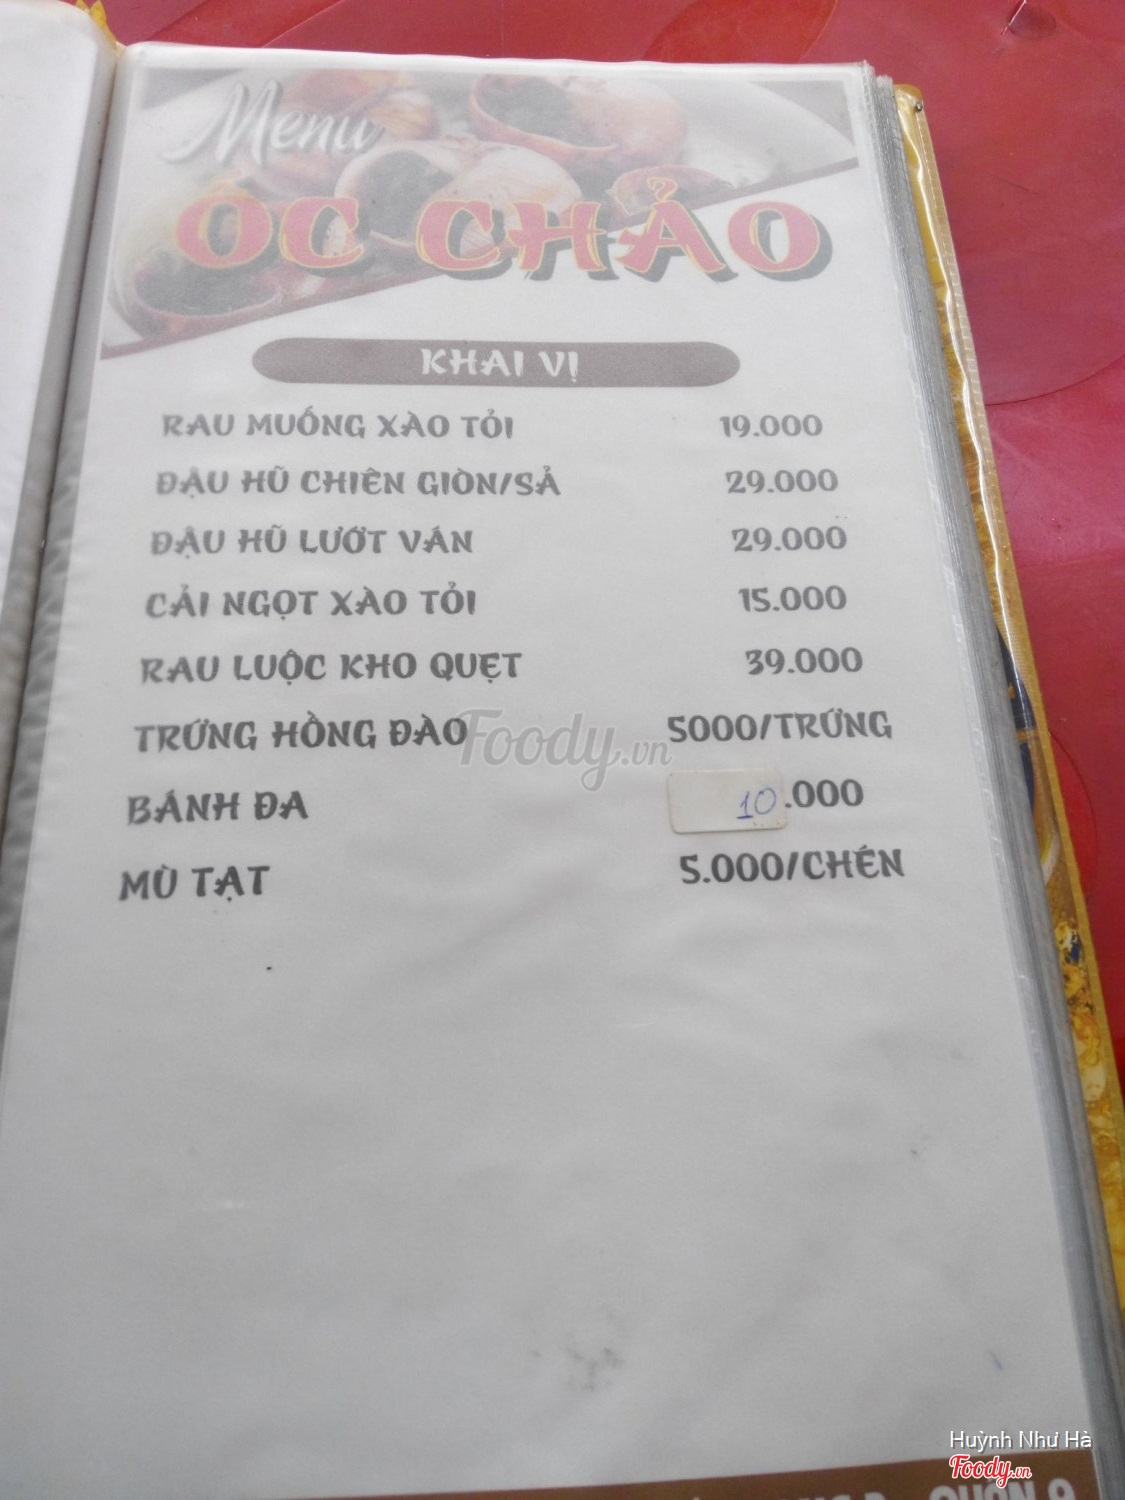 Menu
ỐC CHẢO
KHAI VỊ
RAU MUỐNG XÀO TỎI 19.000
ĐẬU HŨ CHIÊN GIÒN/SẢ 29.000
ĐẬU HŨ LƯỚT VÁN 29.000
CẢI NGỌT XÀO TỎI 15.000
RAU LUỘC KHO QUẸT 39.000
TRỨNG HỒNG ĐÀO 5000/TRỨNG
Foody.vn
BÁNH ĐA 10.000
MÙ TẠT 5.000/CHÉN
Huỳnh Như Hà
Foody.vn
QUẬN 9